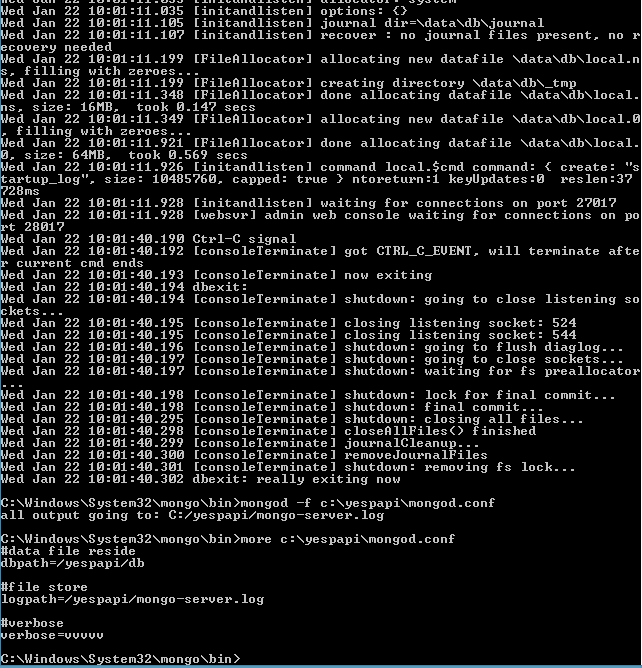 Wed Jan 22 10:01:11.035 [initandlisten] allocator: system
Wed Jan 22 10:01:11.035 [initandlisten] options: {}
Wed Jan 22 10:01:11.105 [initandlisten] journal dir=\data\db\journal
Wed Jan 22 10:01:11.107 [initandlisten] recover : no journal files present, no r
ecovery needed
Wed Jan 22 10:01:11.199 [FileAllocator] allocating new datafile \data\db\local.n
s, filling with zeroes...
Wed Jan 22 10:01:11.199 [FileAllocator] creating directory \data\db\_tmp
Wed Jan 22 10:01:11.348 [FileAllocator] done allocating datafile \data\db\local.
ns, size: 16MB,  took 0.147 secs
Wed Jan 22 10:01:11.349 [FileAllocator] allocating new datafile \data\db\local.0
, filling with zeroes...
Wed Jan 22 10:01:11.921 [FileAllocator] done allocating datafile \data\db\local.
0, size: 64MB,  took 0.569 secs
Wed Jan 22 10:01:11.926 [initandlisten] command local.$cmd command: { create: "s
tartup_log", size: 10485760, capped: true } ntoreturn:1 keyUpdates:0  reslen:37
728ms
Wed Jan 22 10:01:11.928 [initandlisten] waiting for connections on port 27017
Wed Jan 22 10:01:11.928 [websvr] admin web console waiting for connections on po
rt 28017
Wed Jan 22 10:01:40.190 Ctrl-C signal
Wed Jan 22 10:01:40.192 [consoleTerminate] got CTRL_C_EVENT, will terminate afte
r current cmd ends
Wed Jan 22 10:01:40.193 [consoleTerminate] now exiting
Wed Jan 22 10:01:40.194 dbexit:
Wed Jan 22 10:01:40.194 [consoleTerminate] shutdown: going to close listening so
ckets...
Wed Jan 22 10:01:40.195 [consoleTerminate] closing listening socket: 524
Wed Jan 22 10:01:40.195 [consoleTerminate] closing listening socket: 544
Wed Jan 22 10:01:40.196 [consoleTerminate] shutdown: going to flush diaglog...
Wed Jan 22 10:01:40.197 [consoleTerminate] shutdown: going to close sockets...
Wed Jan 22 10:01:40.197 [consoleTerminate] shutdown: waiting for fs preallocator
...
Wed Jan 22 10:01:40.198 [consoleTerminate] shutdown: lock for final commit...
Wed Jan 22 10:01:40.198 [consoleTerminate] shutdown: final commit...
Wed Jan 22 10:01:40.295 [consoleTerminate] shutdown: closing all files...
Wed Jan 22 10:01:40.298 [consoleTerminate] closeAllFiles() finished
Wed Jan 22 10:01:40.299 [consoleTerminate] journalCleanup...
Wed Jan 22 10:01:40.300 [consoleTerminate] removeJournalFiles
Wed Jan 22 10:01:40.301 [consoleTerminate] shutdown: removing fs lock...
Wed Jan 22 10:01:40.302 dbexit: really exiting now
C:\Windows\System32\mongo\bin>mongod -f c:\yespapi\mongod.conf
all output going to: C:/yespapi/mongo-server.log
C:\Windows\System32\mongo\bin>more c:\yespapi\mongod.conf
#data file reside
dbpath=/yespapi/db
#file store
logpath=/yespapi/mongo-server.log
#verbose
verbose=vvvvv
C:\Windows\System32\mongo\bin>